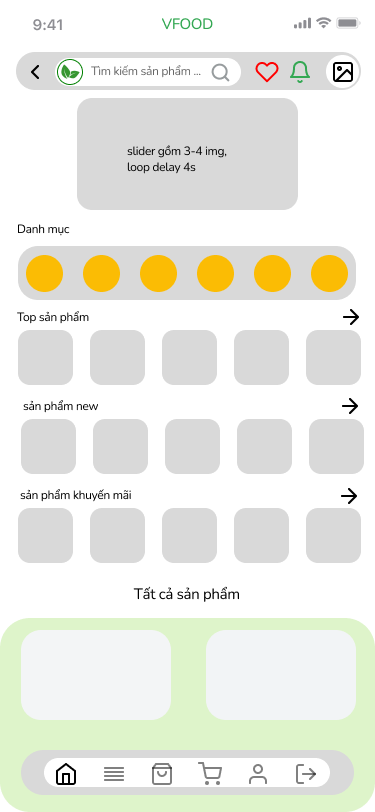 9:41
VFOOD
Tìm kiếm sản phẩm ...
slider gồm 3-4 img,
loop delay 4s
Danh mục
Top sản phẩm
sản phẩm new
sản phẩm khuyến mãi
Tất cả sản phẩm